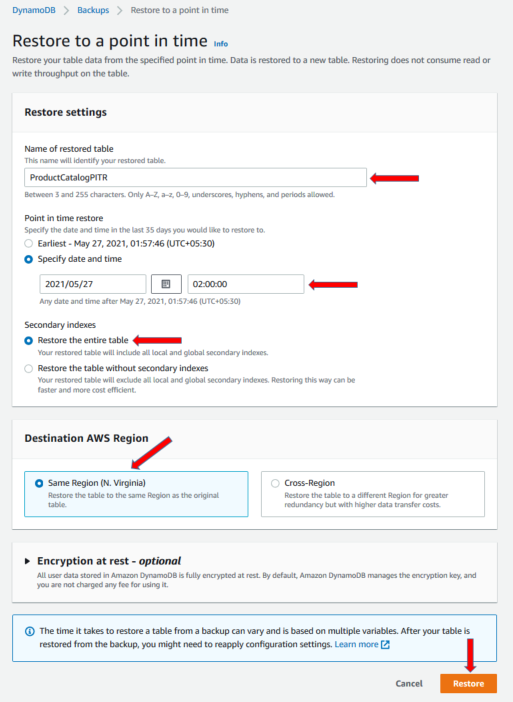 DynamoDB > Backups > Restore to a point in time
Restore to a point in time Info
Restore your table data from the specified point in time. Data is restored to a new table. Restoring does not consume read or
write throughput on the table.
Restore settings
Name of restored table
This name will identify your restored table.
ProductCatalogPITR
Between 3 and 255 characters. Only A–Z, a–z, 0–9, underscores, hyphens, and periods allowed.
Point in time restore
Specify the date and time in the last 35 days you would like to restore to.
Earliest - May 27, 2021, 01:57:46 (UTC+05:30)
Specify date and time
2021/05/27 02:00:00
Any date and time after May 27, 2021, 01:57:46 (UTC+05:30)
Secondary indexes
Restore the entire table
Your restored table will include all local and global secondary indexes.
Restore the table without secondary indexes
Your restored table will exclude all local and global secondary indexes. Restoring this way can be
faster and more cost efficient.
Destination AWS Region
Same Region (N. Virginia)
Restore the table to the same Region as the original
table.
Cross-Region
Restore the table to a different Region for greater
redundancy but with higher data transfer costs.
Encryption at rest - optional
All user data stored in Amazon DynamoDB is fully encrypted at rest. By default, Amazon DynamoDB manages the encryption key, and
you are not charged any fee for using it.
The time it takes to restore a table from a backup can vary and is based on multiple variables. After your table is
restored from the backup, you might need to reapply configuration settings. Learn more
Cancel Restore